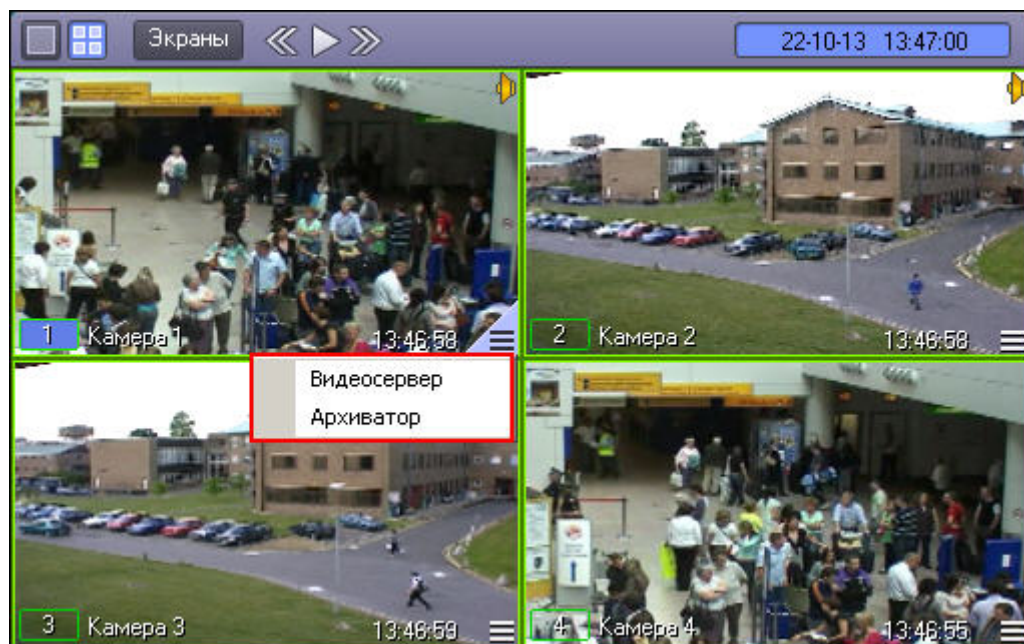 Экраны
22-10-13 13:47:00
1 Камера 1 13:46:58
2 Камера 2 13:46:58
Видеосервер
Архиватор
3 Камера 3 13:46:59
4 Камера 4 13:46:55